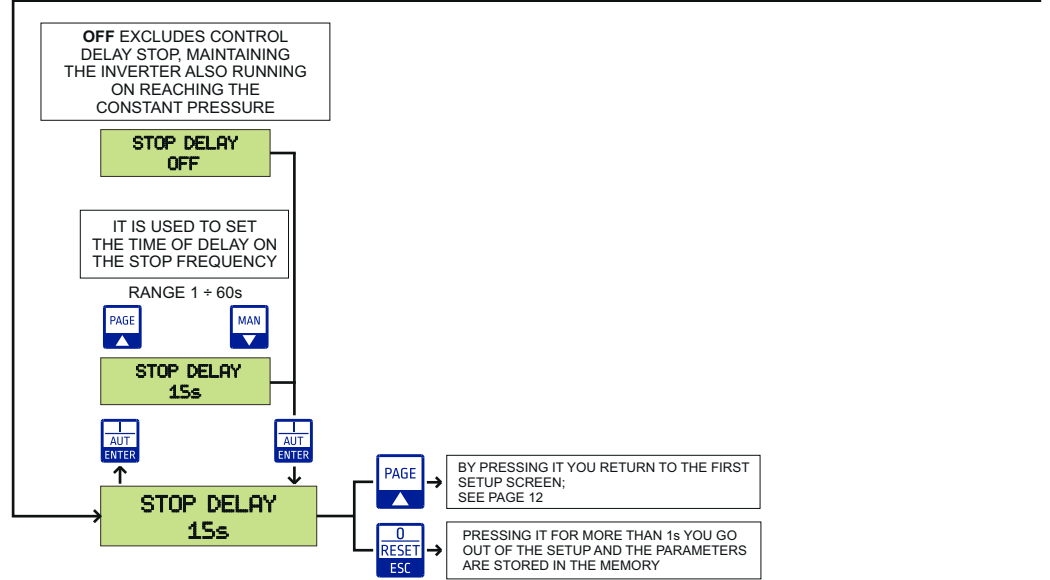 OFF EXCLUDES CONTROL
DELAY STOP, MAINTAINING
THE INVERTER ALSO RUNNING
ON REACHING THE
CONSTANT PRESSURE
STOP DELAY
OFF
IT IS USED TO SET
THE TIME OF DELAY ON
THE STOP FREQUENCY
RANGE 1 ÷ 60s
PAGE
MAN
STOP DELAY
15s
I
AUT
ENTER
I
AUT
ENTER
STOP DELAY
15s
PAGE
BY PRESSING IT YOU RETURN TO THE FIRST
SETUP SCREEN;
SEE PAGE 12
0
RESET
ESC
PRESSING IT FOR MORE THAN 1s YOU GO
OUT OF THE SETUP AND THE PARAMETERS
ARE STORED IN THE MEMORY